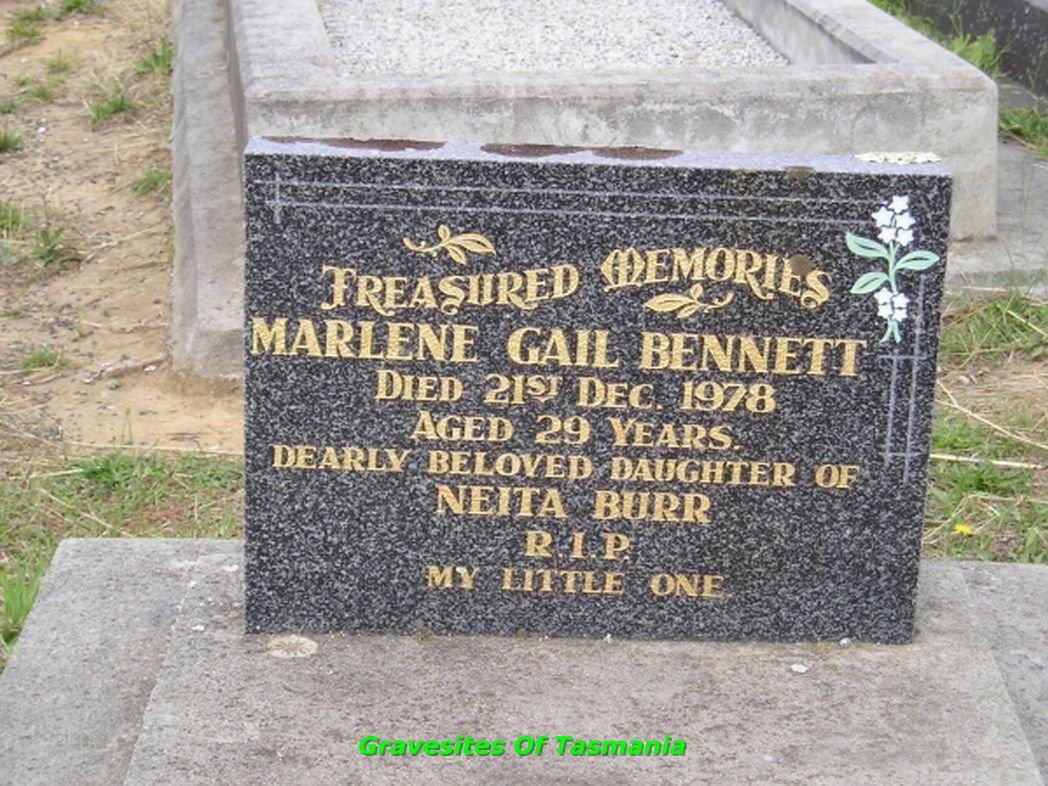 TREASURED MEMORIES
MARLENE GAIL BENNETT
DIED 21ST DEC. 1978
AGED 29 YEARS.
DEARLY BELOVED DAUGHTER OF
NEITA BURR
R.I.P.
MY LITTLE ONE
Gravesites Of Tasmania